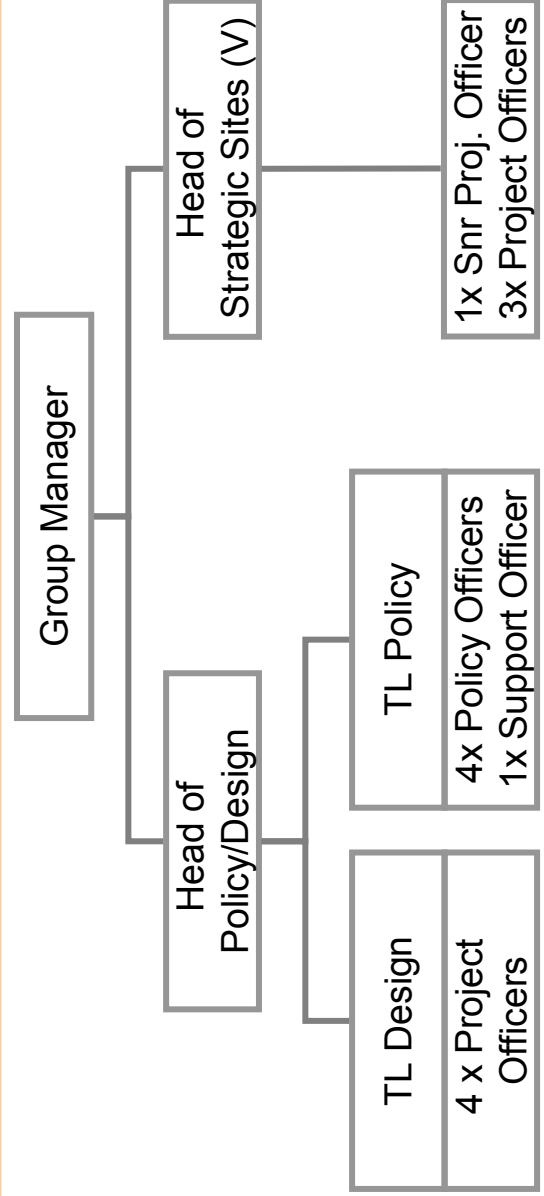 Group Manager
Head of
Policy/Design
Head of
Strategic Sites (V)
TL Design
4 x Project
Officers
TL Policy
4x Policy Officers
1x Support Officer
1x Snr Proj. Officer
3x Project Officers